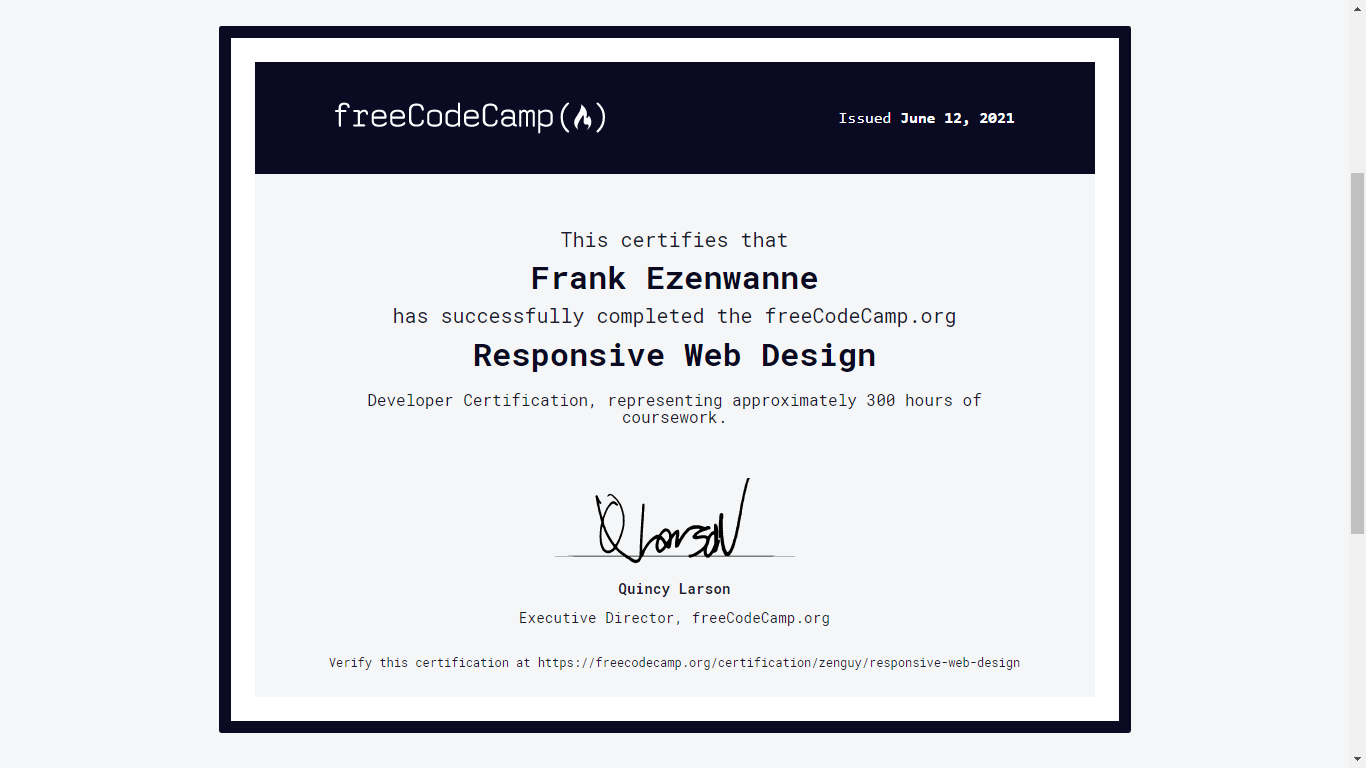 freeCodeCamp(🔥)
Issued June 12, 2021
This certifies that
Frank Ezenwanne
has successfully completed the freeCodeCamp.org
Responsive Web Design
Developer Certification, representing approximately 300 hours of
coursework.
QLarson
Quincy Larson
Executive Director, freeCodeCamp.org
Verify this certification at https://freecodecamp.org/certification/zenguy/responsive-web-design